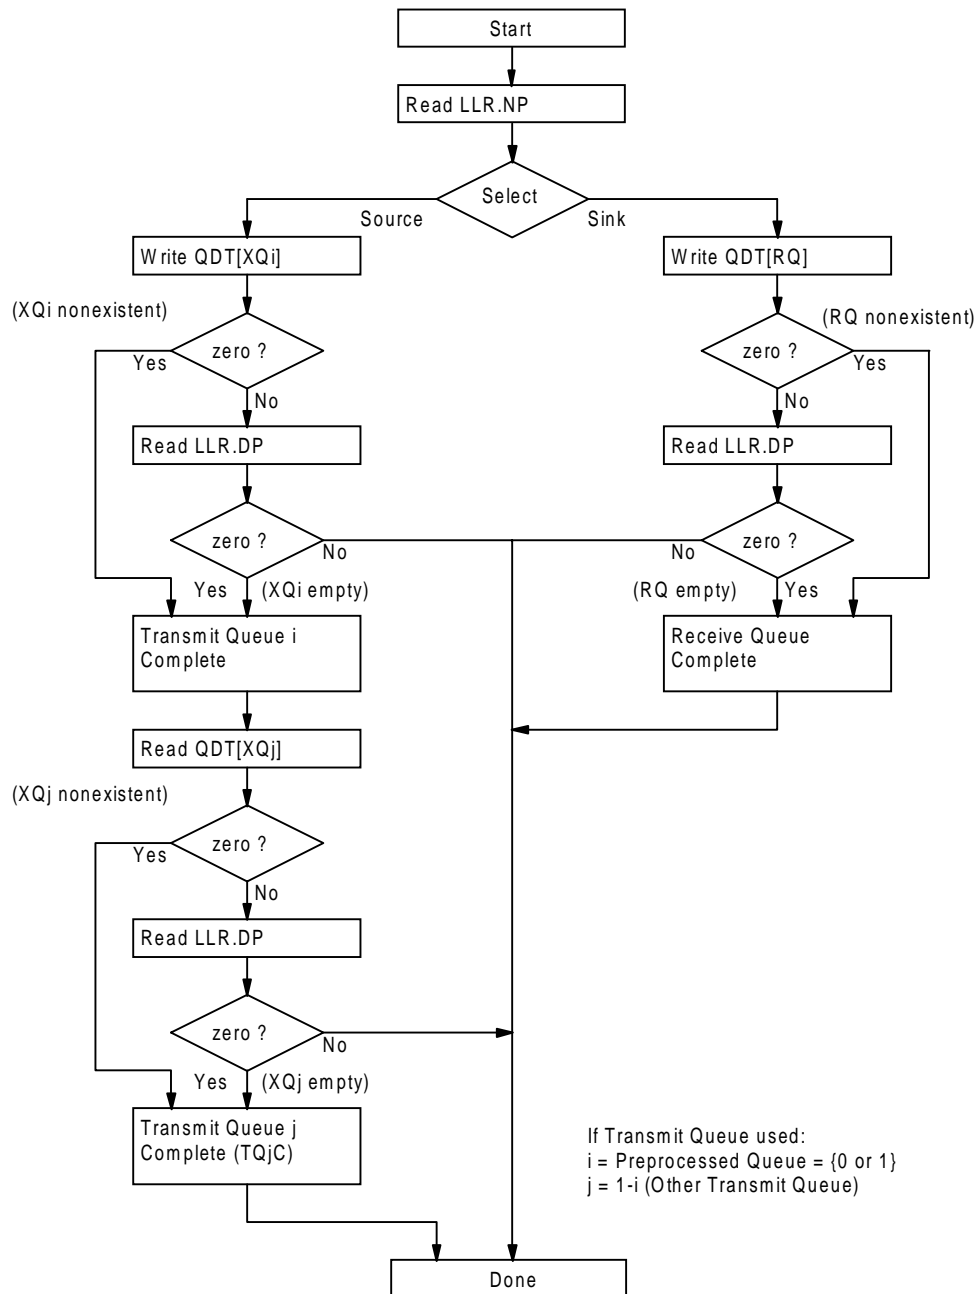 Start
Read LLR.NP
Select
Source
Sink
Write QDT[XQi]
Write QDT[RQ]
(XQi nonexistent)
(RQ nonexistent)
zero ?
Yes
zero ?
Yes
No
No
Read LLR.DP
Read LLR.DP
zero ?
No
No
zero ?
Yes
(XQi empty)
(RQ empty)
Yes
Transmit Queue i
Complete
Receive Queue
Complete
Read QDT[XQj]
(XQj nonexistent)
zero ?
Yes
No
Read LLR.DP
zero ?
No
Yes
(XQj empty)
Transmit Queue j
Complete (TQjC)
If Transmit Queue used:
i = Preprocessed Queue = {0 or 1}
j = 1-i (Other Transmit Queue)
Done